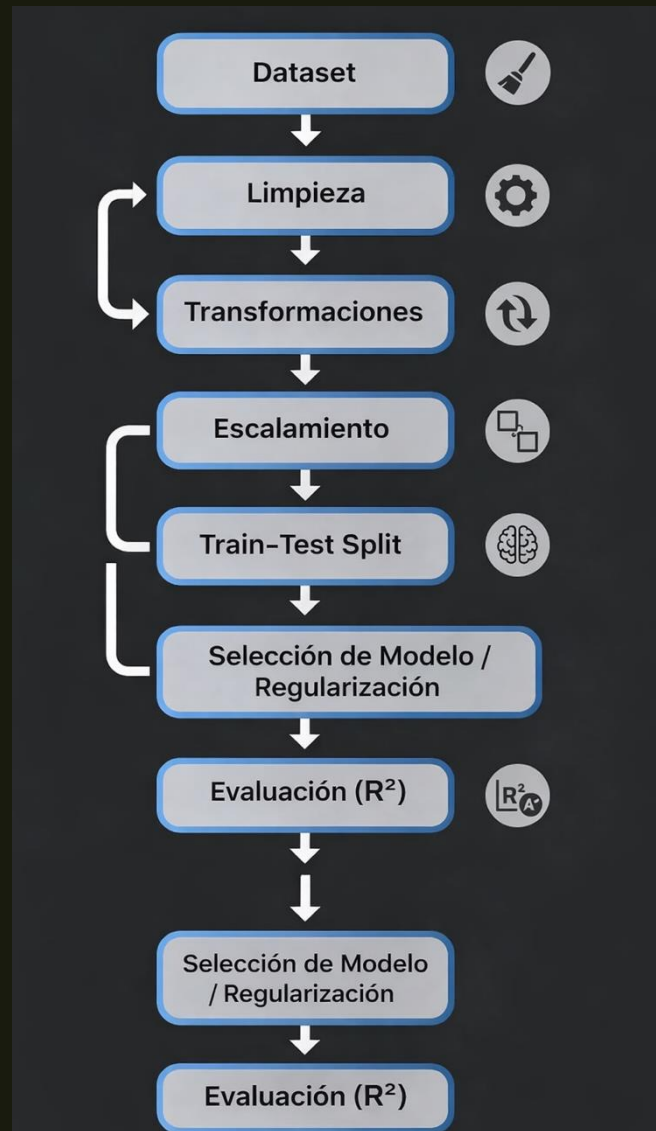 Dataset
Limpieza
Transformaciones
Escalamiento
Train-Test Split
Selección de Modelo /
Regularización
Evaluación (R²)
R²
A
Selección de Modelo
/ Regularización
Evaluación (R²)